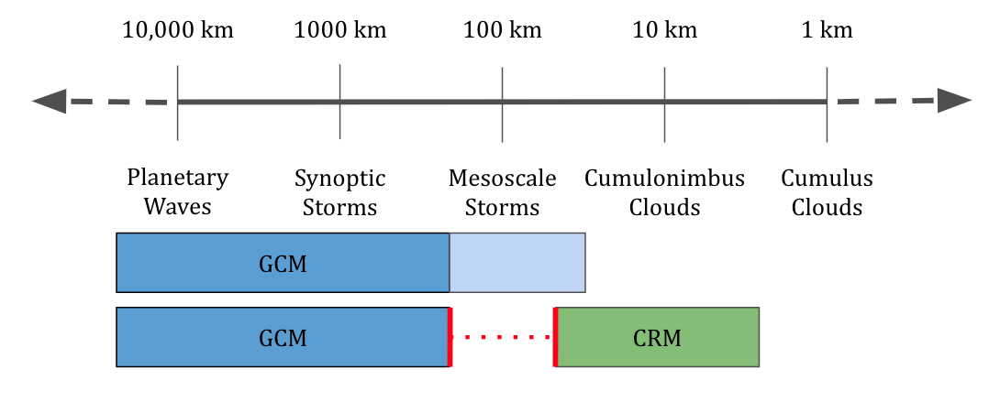 10,000 km 1000 km 100 km 10 km 1 km
Planetary Synoptic Mesoscale Cumulonimbus Cumulus
Waves Storms Storms Clouds Clouds
GCM
GCM CRM